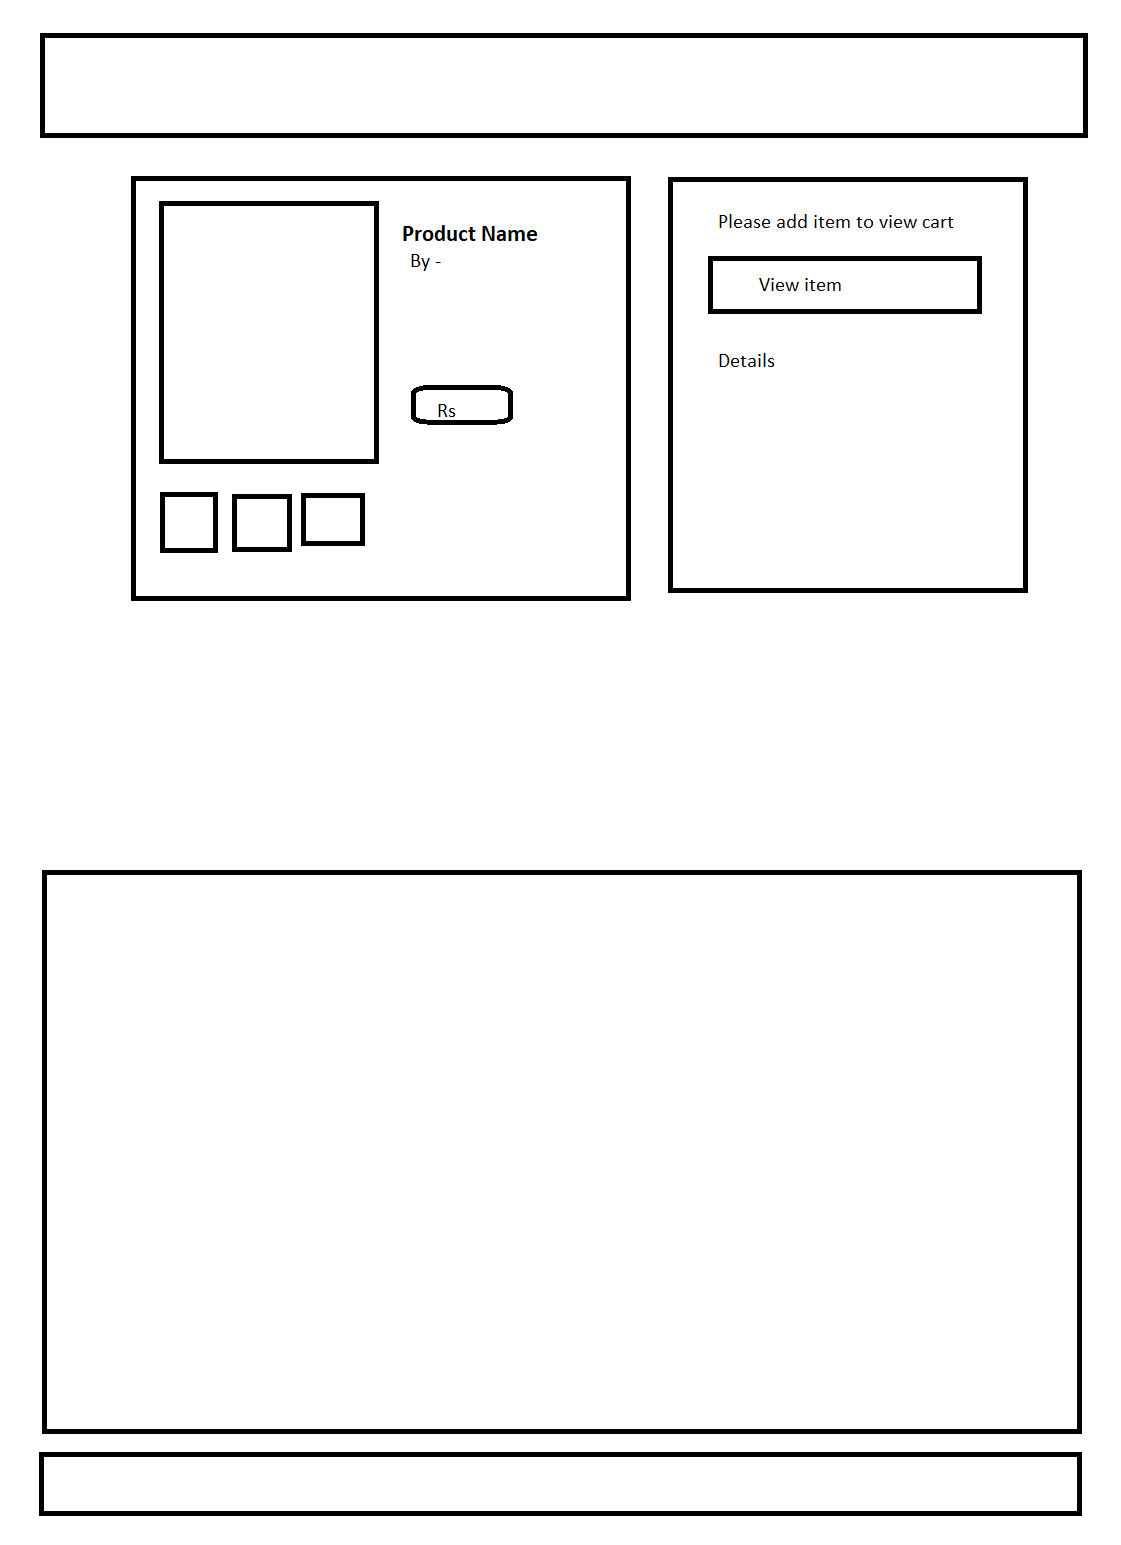 Product Name
By -
Rs
Please add item to view cart
View item
Details